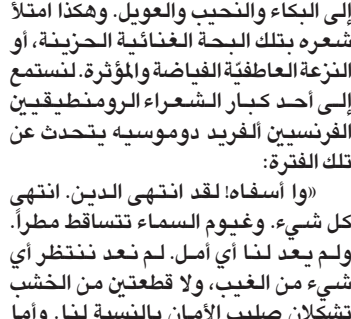 إلى البكاء والنحيب والعويل. وهكذا امتلأ
شعره بتلك البحة الغنائية الحزينة، أو
النزعة العاطفيّة الفياضة والمؤثرة. لنستمع
إلى أحد كبار الشعراء الرومنطيقيين
الفرنسيين ألفريد دوموسيه يتحدث عن
تلك الفترة:
«وا أسفاه! لقد انتهى الدين. انتهى
كل شيء. وغيوم السماء تتساقط مطراً.
ولم يعد لنا أي أمل. لم نعد ننتظر أي
شيء من الغيب، ولا قطعتين من الخشب
تشكلان صليب الأمان بالنسبة لنا. وأما